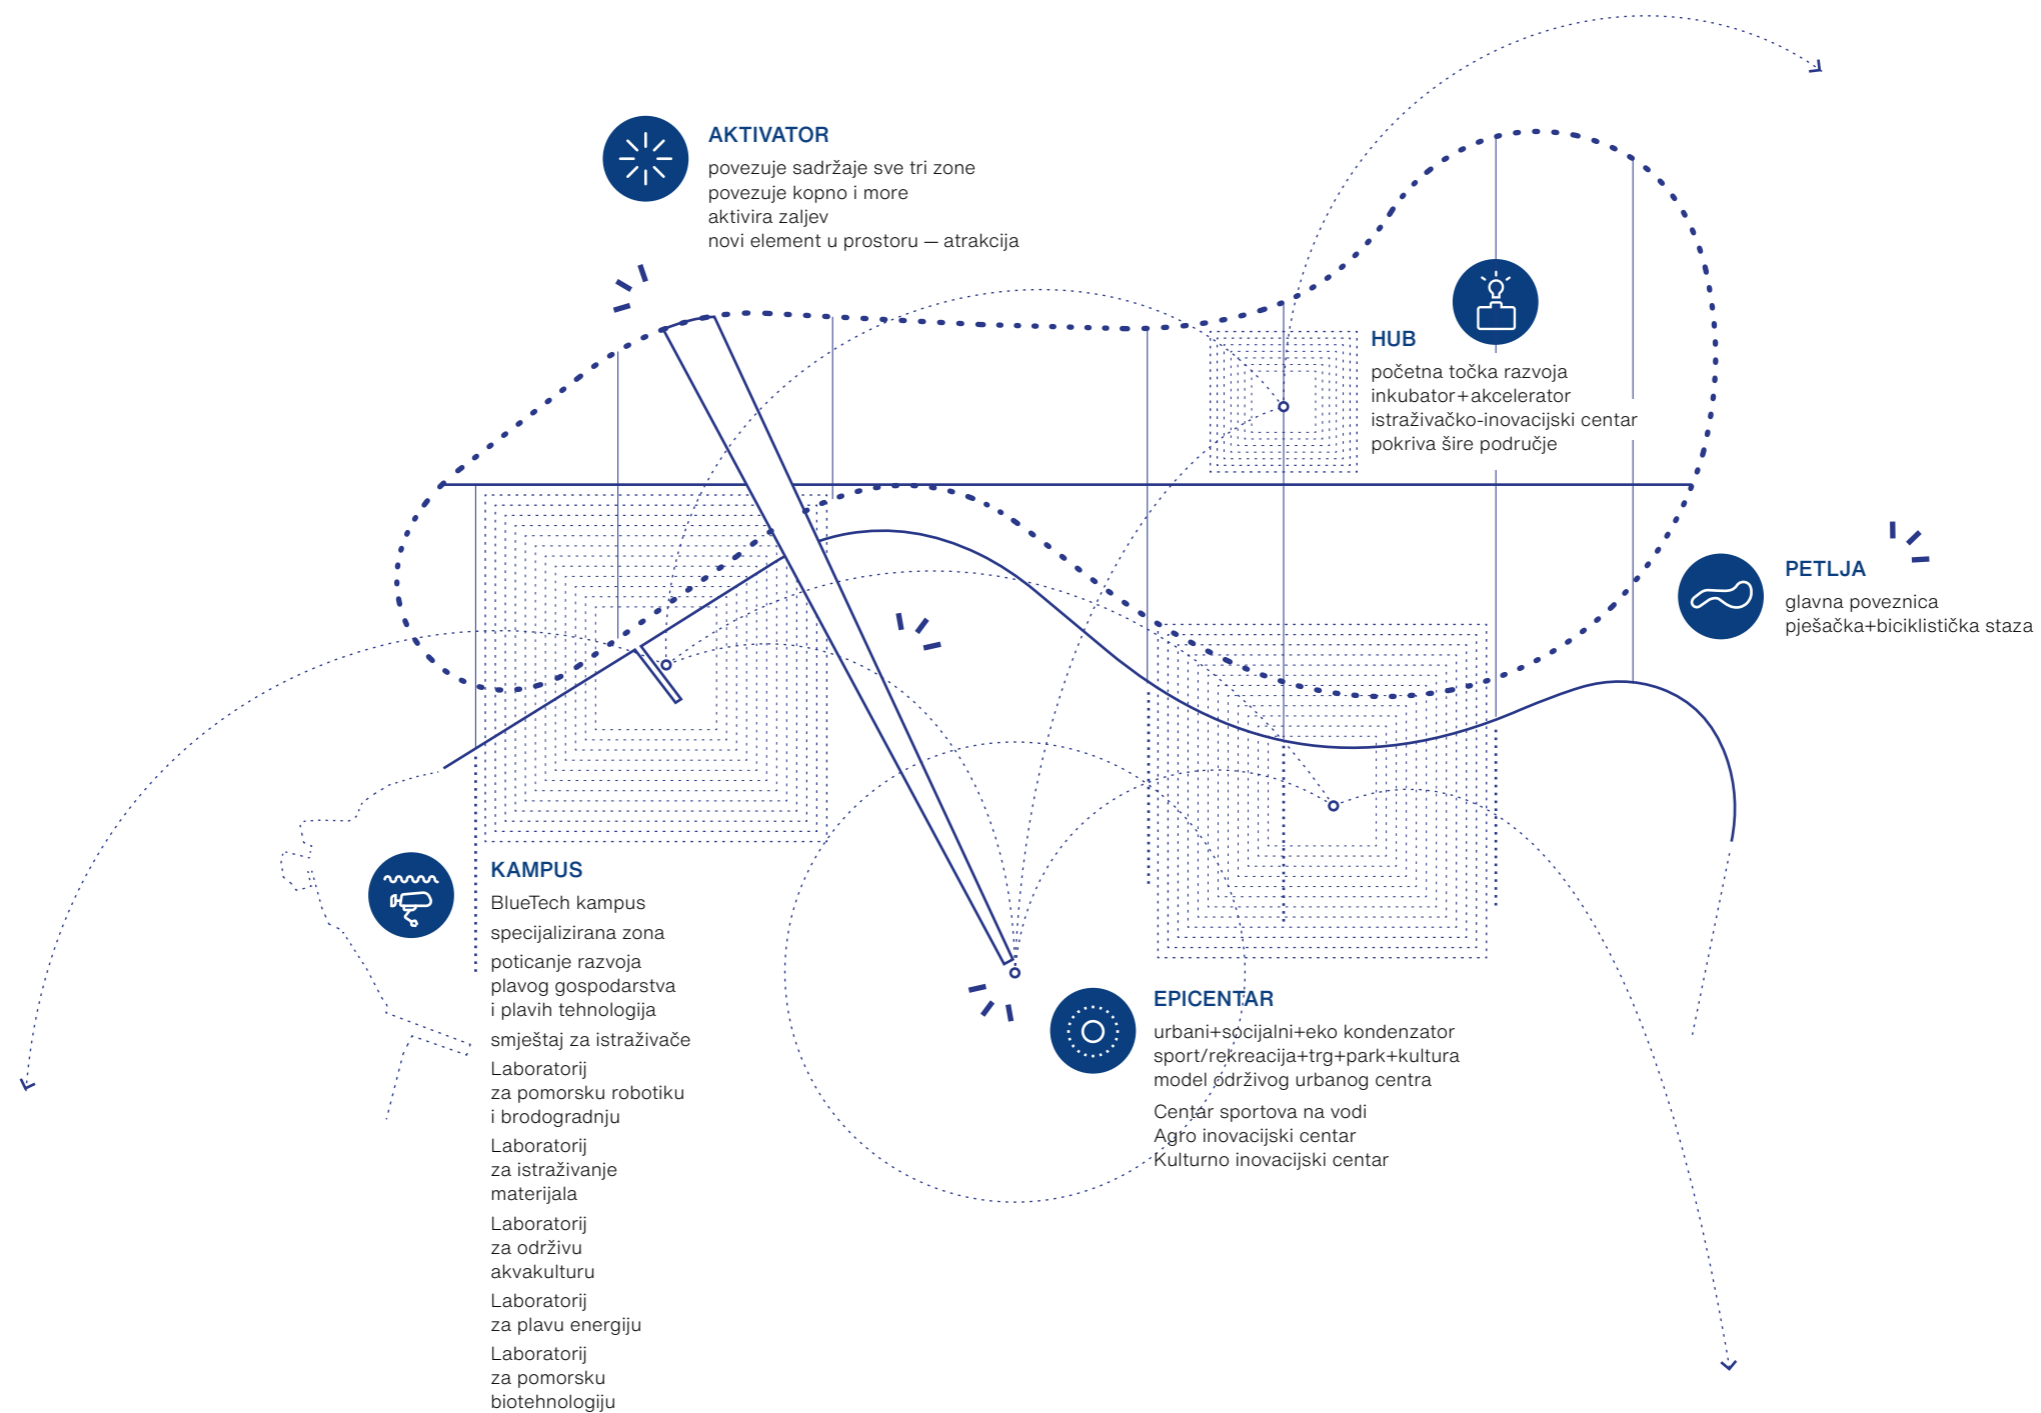 AKTIVATOR
povezuje sadržaje sve tri zone
povezuje kopno i more
aktivira zaljev
novi element u prostoru — atrakcija
HUB
početna točka razvoja
inkubator+akcelerator
istraživačko-inovacijski centar
pokriva šire područje
PETLJA
glavna poveznica
pješačka+biciklistička staza
KAMPUS
BlueTech kampus
specijalizirana zona
poticanje razvoja
plavog gospodarstva
i plavih tehnologija
smještaj za istraživače
Laboratorij
za pomorsku robotiku
i brodogradnju
Laboratorij
za istraživanje
materijala
Laboratorij
za održivu
akvakulturu
Laboratorij
za plavu energiju
Laboratorij
za pomorsku
biotehnologiju
EPICENTAR
urbani+socijalni+eko kondenzator
sport/rekreacija+trg+park+kultura
model održivog urbanog centra
Centar sportova na vodi
Agro inovacijski centar
Kulturno inovacijski centar